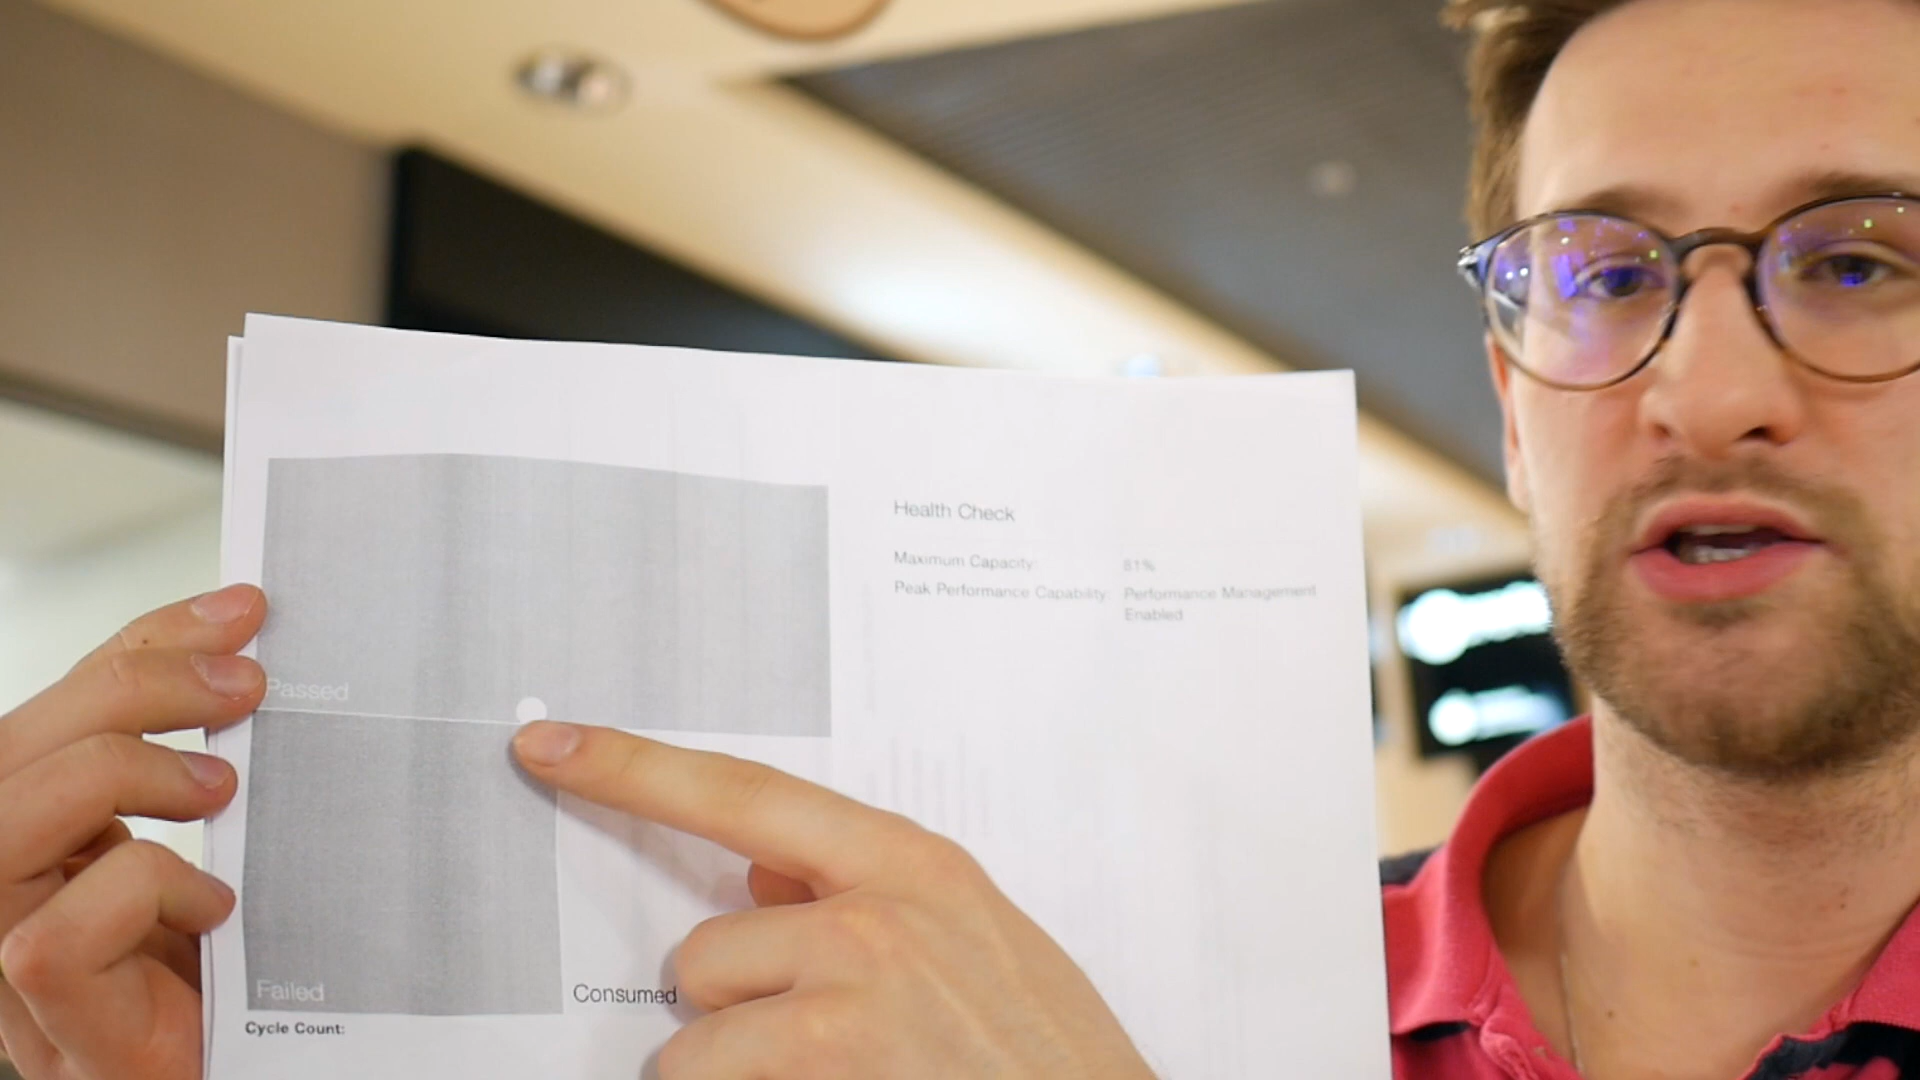 Health Check
Maximum Capacity: 81%
Peak Performance Capability: Performance Management
Enabled
Passed
Failed
Consumed
Cycle Count: